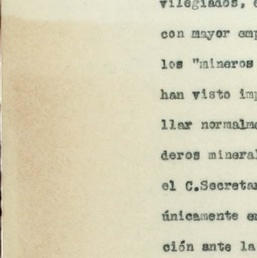 vilegiados, e
con mayor emp
los "mineros
han visto imp
llar normalme
deros mineral
el C.Secretar
únicamente en
ción ante la